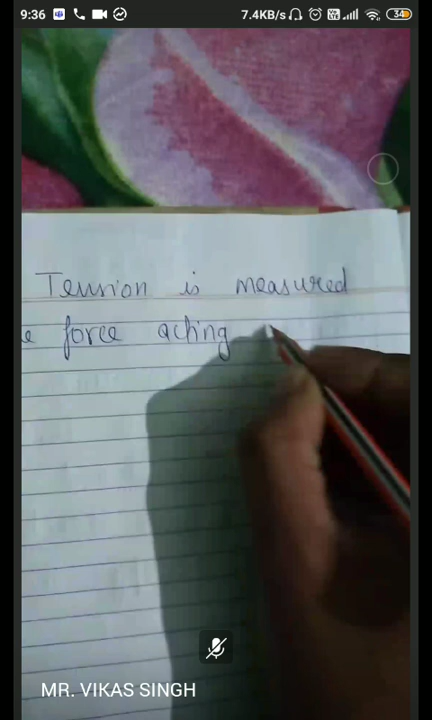 9:36
7.4KB/s
34
Tension is measured
e force acting
MR. VIKAS SINGH